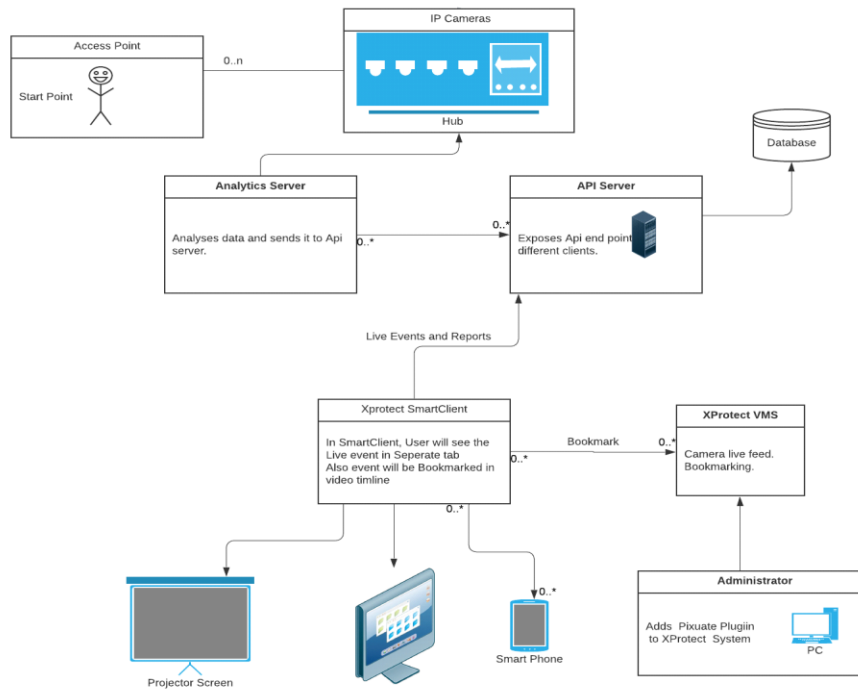 IP Cameras
Access Point
0..n
Start Point
Hub
Database
Analytics Server
API Server
Analyses data and sends it to Api
server.
0..*
0..*
Exposes Api end point
different clients.
Live Events and Reports
Xprotect SmartClient
In SmartClient, User will see the
Live event in Seperate tab
Also event will be Bookmarked in
video timline
0..*
Bookmark
0..*
XProtect VMS
Camera live feed.
Bookmarking.
0..*
0..*
Administrator
Adds Pixuate Plugiin
to XProtect System
PC
Smart Phone
Projector Screen